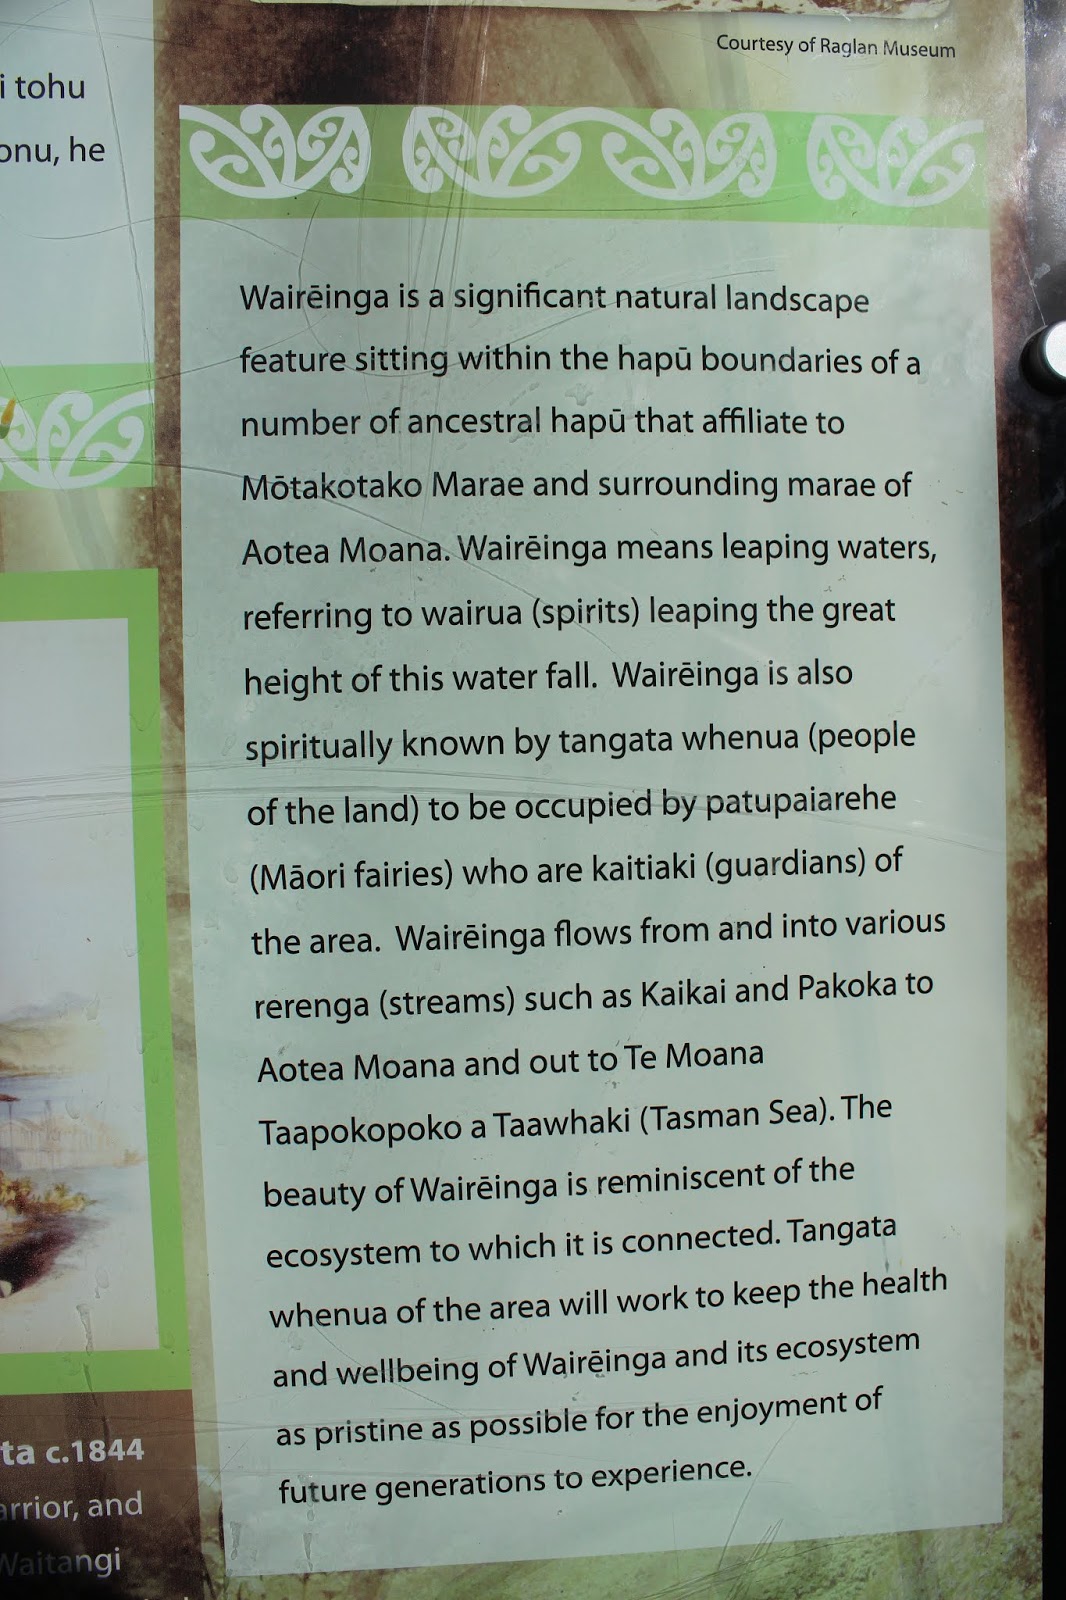 Courtesy of Raglan Museum
i tohu
onu, he
Wairēinga is a significant natural landscape
feature sitting within the hapū boundaries of a
number of ancestral hapū that affiliate to
Mōtakotako Marae and surrounding marae of
Aotea Moana. Wairēinga means leaping waters,
referring to wairua (spirits) leaping the great
height of this water fall.  Wairēinga is also
spiritually known by tangata whenua (people
of the land) to be occupied by patupaiarehe
(Māori fairies) who are kaitiaki (guardians) of
the area.  Wairēinga flows from and into various
rerenga (streams) such as Kaikai and Pakoka to
Aotea Moana and out to Te Moana
Taapokopoko a Taawhaki (Tasman Sea). The
beauty of Wairēinga is reminiscent of the
ecosystem to which it is connected. Tangata
whenua of the area will work to keep the health
and wellbeing of Wairēinga and its ecosystem
as pristine as possible for the enjoyment of
future generations to experience.
ta c.1844
arrior, and
Waitangi